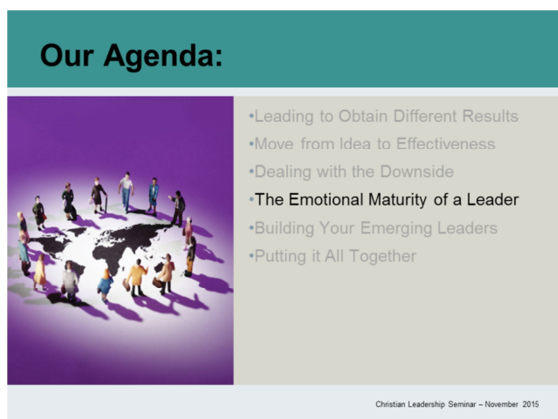 Our Agenda:
•Leading to Obtain Different Results
•Move from Idea to Effectiveness
•Dealing with the Downside
•The Emotional Maturity of a Leader
•Building Your Emerging Leaders
•Putting it All Together
Christian Leadership Seminar – November 2015